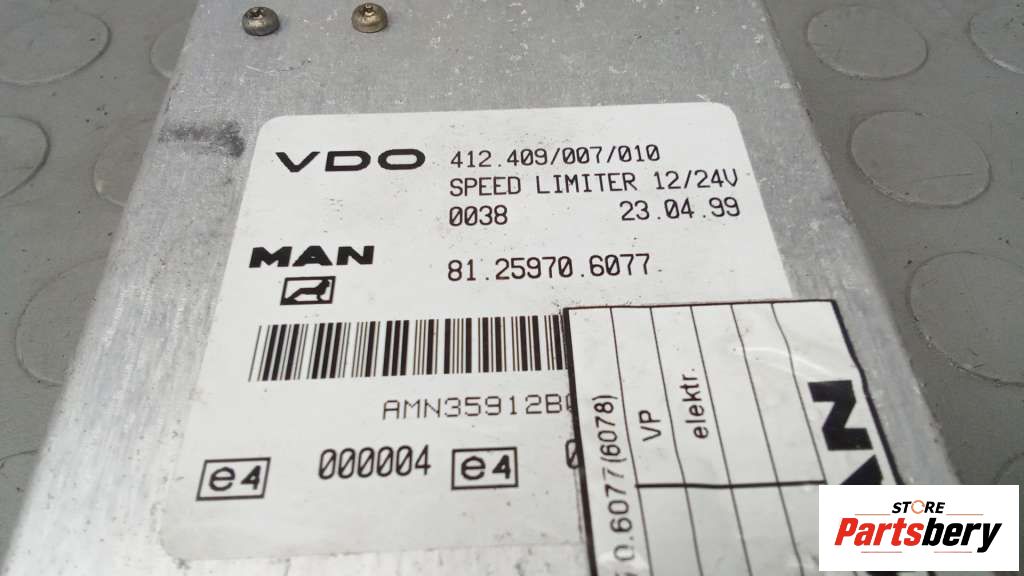 VDO 412.409/007/010
SPEED LIMITER 12/24V
0038 23.04.99
MAN 81.25970.6077
AMN35912B
e4 000004 e4
0.6077(6078)
VP
elektr.
STORE
Partsbery